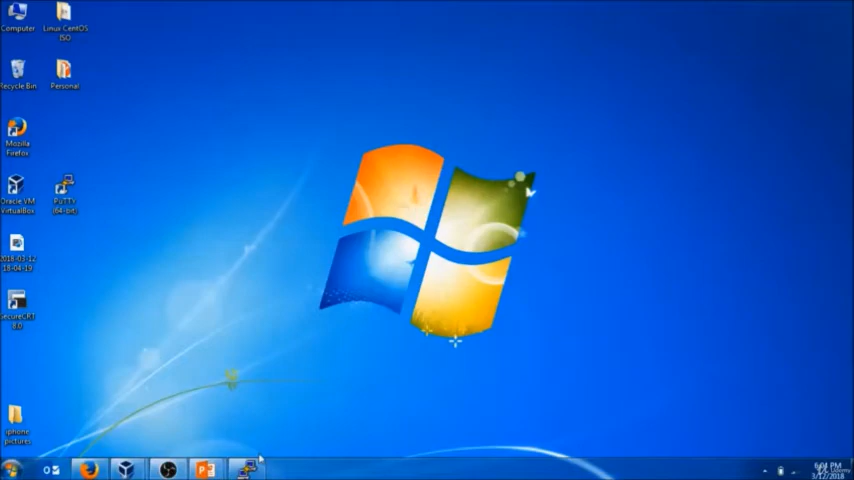 Computer
Linux CentOS
ISO
Recycle Bin
Personal
Mozilla
Firefox
Oracle VM
VirtualBox
PuTTY
(64-bit)
2018-03-12
18-04-19
SecureCRT
8.0
iphone
pictures
6:04 PM
3/12/2018
Udemy